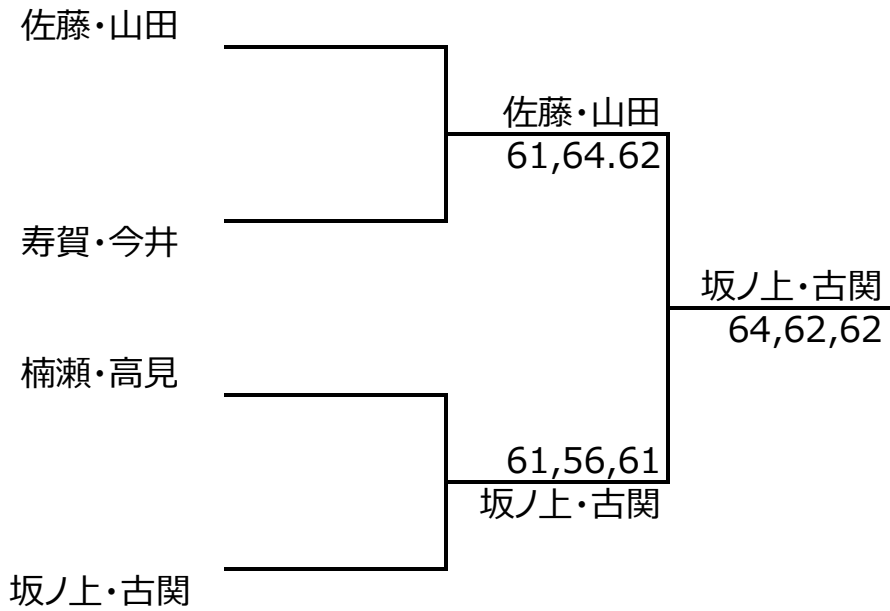 佐藤・山田
佐藤・山田
61,64.62
寿賀・今井
坂ノ上・古関
64,62,62
楠瀬・高見
61,56,61
坂ノ上・古関
坂ノ上・古関